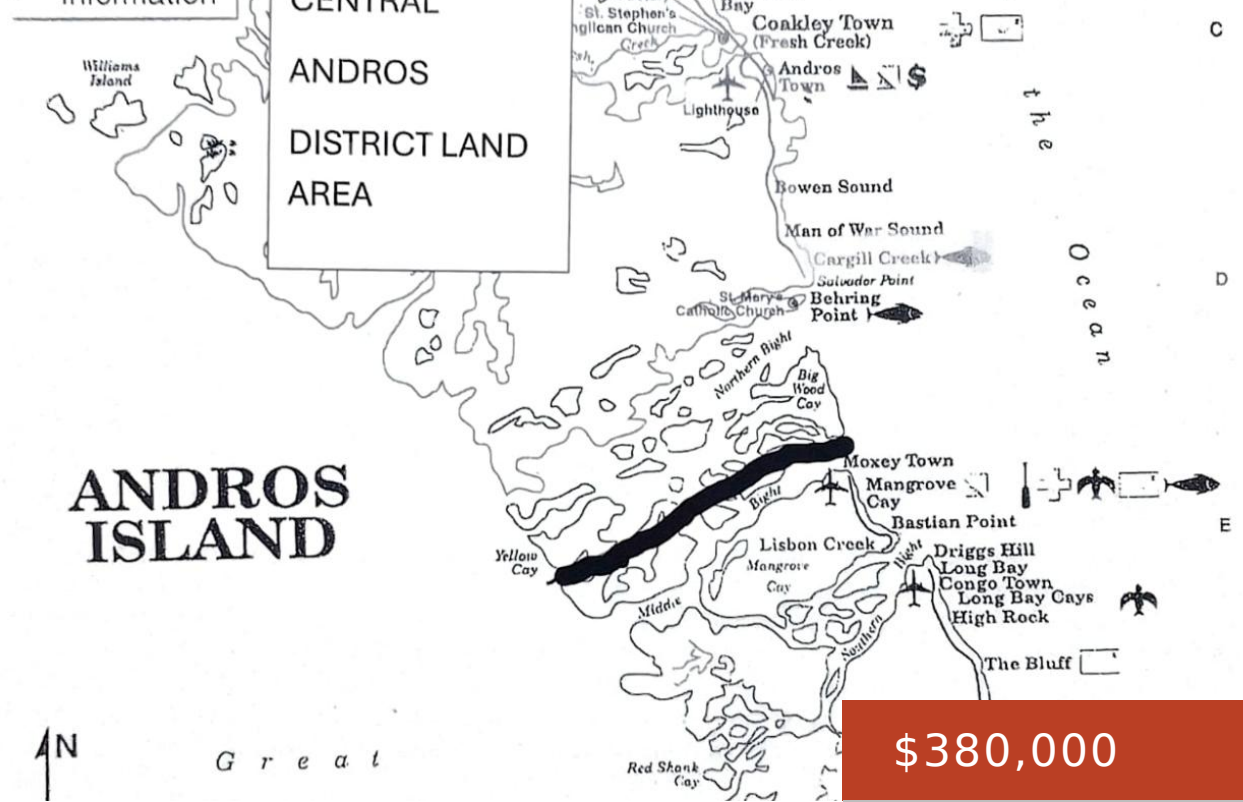 CENTRAL
ANDROS
DISTRICT LAND
AREA
Williams
Island
Bay
St. Stephen's
Anglican Church
Creek
Coakley Town
(Fresh Creek)
Andros
Town
$
Lighthouse
C
the
Ocean
Bowen Sound
Man of War Sound
Cargill Creek
Salvador Point
D
St. Mary's
Catholic Church
Behring
Point
Northern Bight
Big
Wood
Cay
ANDROS
ISLAND
Moxey Town
Mangrove
Cay
Bight
Bastian Point
E
Yellow
Cay
Lisbon Creek
Mangrove
Cay
Bight
Driggs Hill
Long Bay
Congo Town
Long Bay Cays
High Rock
Middle
Southern
The Bluff
N
Great
Red Shank
Cay
$380,000